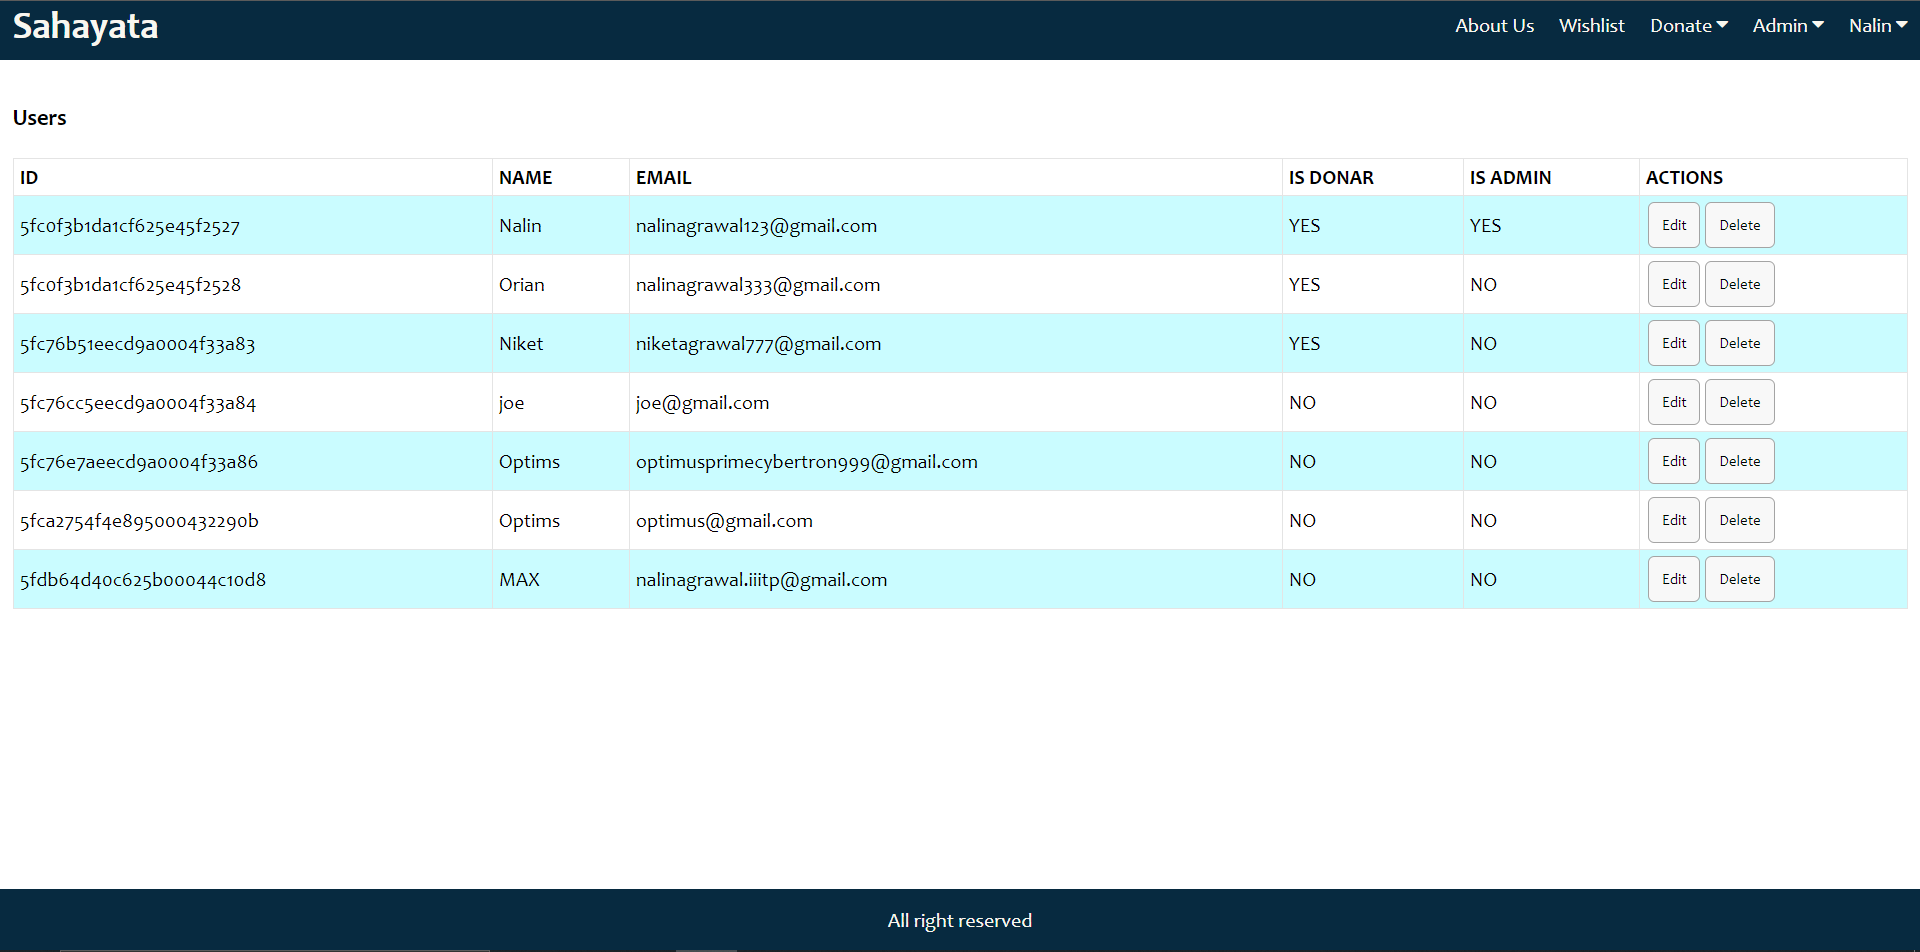 Sahayata About Us Wishlist Donate Admin Nalin
Users
ID NAME EMAIL IS DONAR IS ADMIN ACTIONS
5fc0f3b1da1cf625e45f2527 Nalin nalinagrawal123@gmail.com YES YES Edit Delete
5fc0f3b1da1cf625e45f2528 Orian nalinagrawal333@gmail.com YES NO Edit Delete
5fc76b51eecd9a0004f33a83 Niket niketagrawal777@gmail.com YES NO Edit Delete
5fc76cc5eecd9a0004f33a84 joe joe@gmail.com NO NO Edit Delete
5fc76e7aeecd9a0004f33a86 Optims optimusprimecybertron999@gmail.com NO NO Edit Delete
5fca2754f4e895000432290b Optims optimus@gmail.com NO NO Edit Delete
5fdb64d40c625b00044c10d8 MAX nalinagrawal.iiitp@gmail.com NO NO Edit Delete
All right reserved